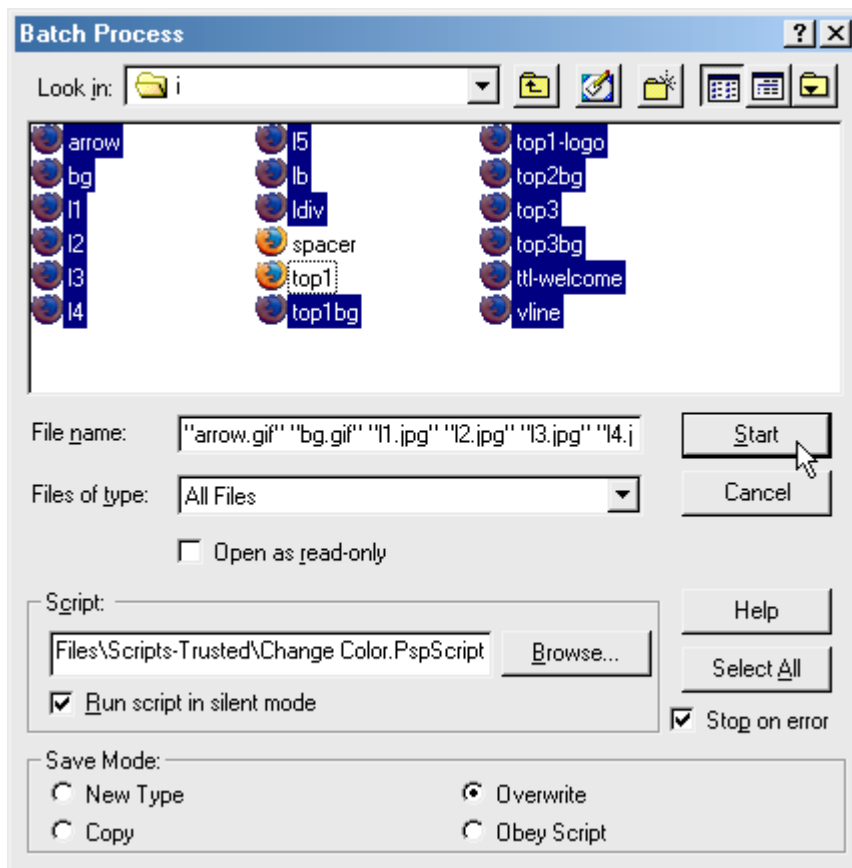 Batch Process
Look in: i
arrow l5 top1-logo
bg lb top2bg
l1 ldiv top3
l2 spacer top3bg
l3 top1 ttl-welcome
l4 top1bg vline
File name: "arrow.gif" "bg.gif" "l1.jpg" "l2.jpg" "l3.jpg" "l4.j Start
Files of type: All Files Cancel
Open as read-only
Script: Help
Files\Scripts-Trusted\Change Color.PspScript Browse...
Select All
Run script in silent mode
Stop on error
Save Mode:
New Type Overwrite
Copy Obey Script